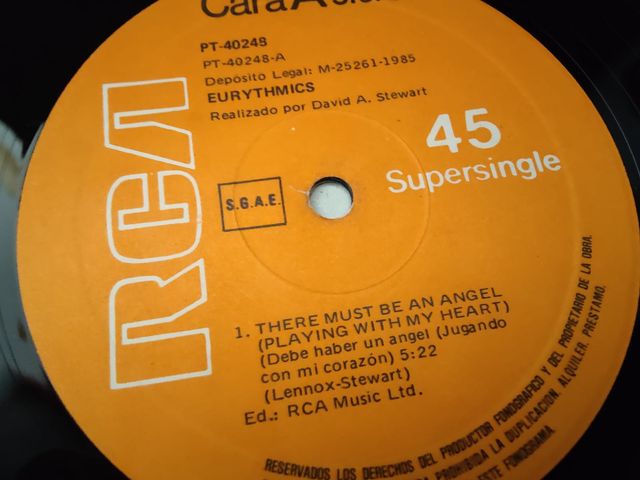 Cara A
PT-40248
PT-40248-A
Depósito Legal: M-25261-1985
EURYTHMICS
Realizado por David A. Stewart
RCA
45
Supersingle
S.G.A.E.
1. THERE MUST BE AN ANGEL
(PLAYING WITH MY HEART)
(Debe haber un angel (Jugando
con mi corazón) 5:22
(Lennox-Stewart)
Ed.: RCA Music Ltd.
RESERVADOS LOS DERECHOS DEL PRODUCTOR FONOGRAFICO Y DEL PROPIETARIO DE LA OBRA.
PROHIBIDA LA DUPLICACION, ALQUILER, PRESTAMO,
ESTE FONOGRAMA.